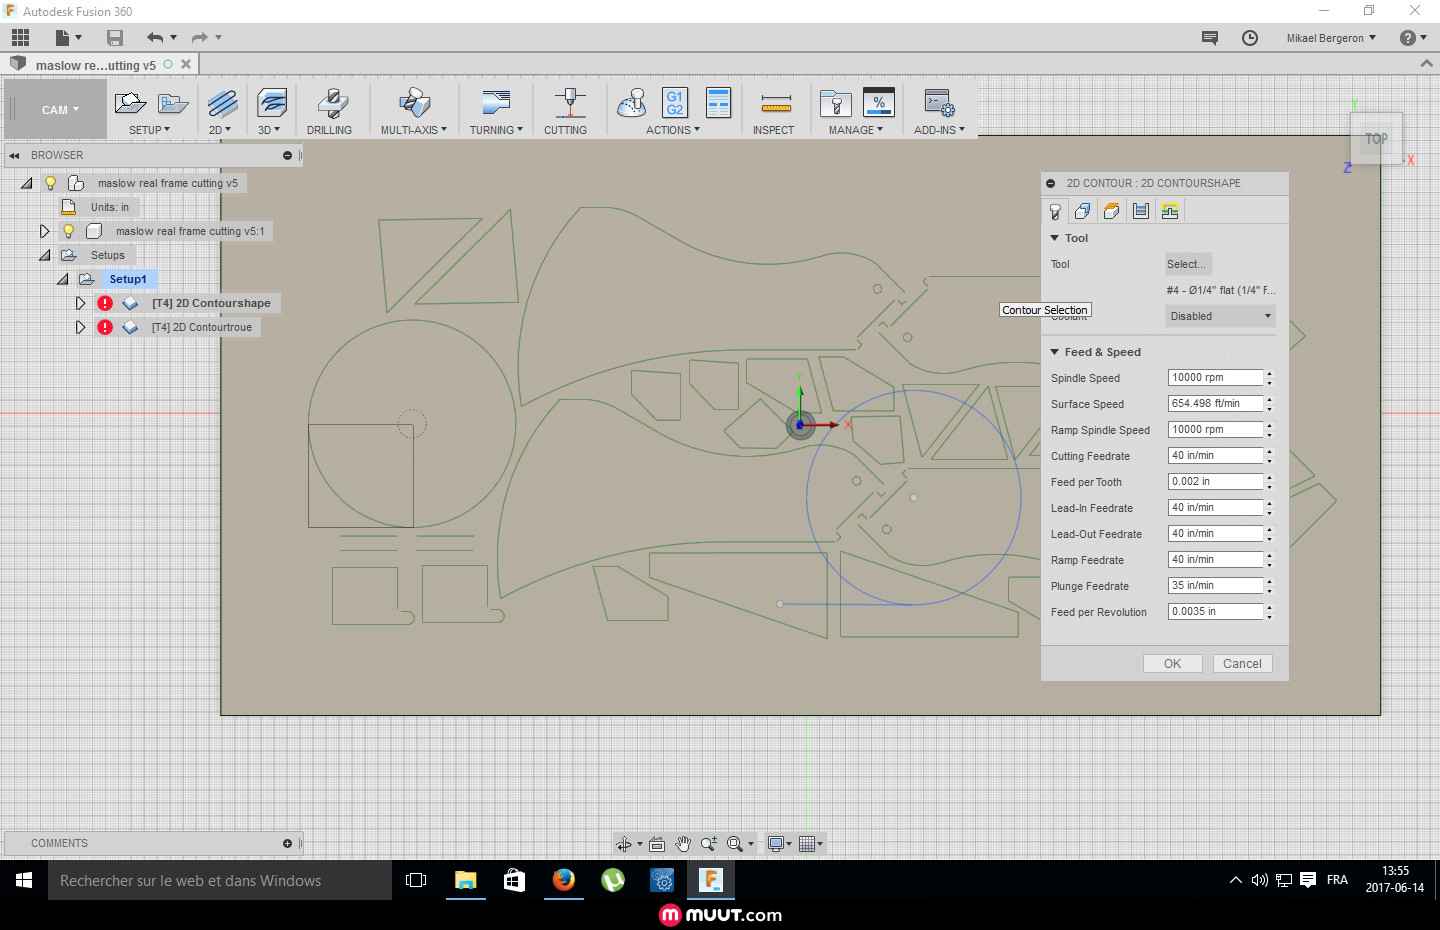 Autodesk Fusion 360
Mikael Bergeron
maslow re...utting v5
CAM
G1
G2
%
SETUP
2D
3D
DRILLING
MULTI-AXIS
TURNING
CUTTING
ACTIONS
INSPECT
MANAGE
ADD-INS
BROWSER
maslow real frame cutting v5
Units: in
maslow real frame cutting v5:1
Setups
Setup1
[T4] 2D Contourshape
[T4] 2D Contourtroue
Y
TOP
Z
X
Y
X
2D CONTOUR : 2D CONTOURSHAPE
Tool
Tool
Select...
#4 - Ø1/4" flat (1/4" F...
Contour Selection
Coolant
Disabled
Feed & Speed
Spindle Speed
10000 rpm
Surface Speed
654.498 ft/min
Ramp Spindle Speed
10000 rpm
Cutting Feedrate
40 in/min
Feed per Tooth
0.002 in
Lead-In Feedrate
40 in/min
Lead-Out Feedrate
40 in/min
Ramp Feedrate
40 in/min
Plunge Feedrate
35 in/min
Feed per Revolution
0.0035 in
OK
Cancel
COMMENTS
Rechercher sur le web et dans Windows
FRA
13:55
2017-06-14
muut.com